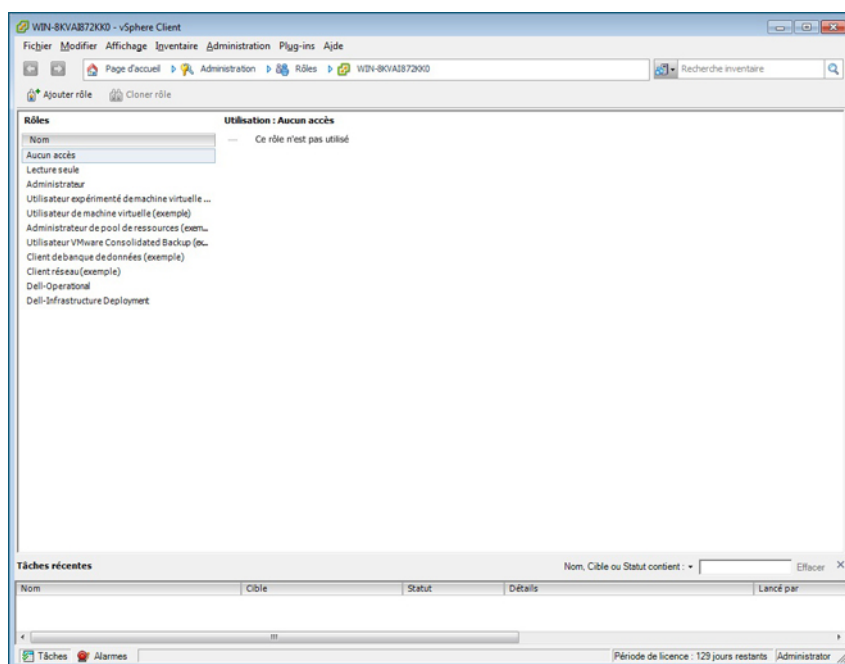 WIN-8KVAI872KK0 - vSphere Client
Fichier Modifier Affichage Inventaire Administration Plug-ins Aide
Page d'accueil Administration Rôles WIN-8KVAI872KK0 Recherche inventaire
Ajouter rôle Cloner rôle
Rôles
Nom
Aucun accès
Lecture seule
Administrateur
Utilisateur expérimenté de machine virtuelle ...
Utilisateur de machine virtuelle (exemple)
Administrateur de pool de ressources (exem...
Utilisateur VMware Consolidated Backup (ex...
Client de banque de données (exemple)
Client réseau (exemple)
Dell-Operational
Dell-Infrastructure Deployment
Utilisation : Aucun accès
Ce rôle n'est pas utilisé
Tâches récentes
Nom, Cible ou Statut contient : Effacer
Nom Cible Statut Détails Lancé par
Tâches Alarmes
Période de licence : 129 jours restants Administrator